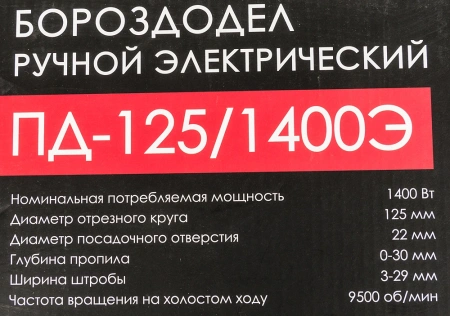 БОРОЗДОДЕЛ
РУЧНОЙ ЭЛЕКТРИЧЕСКИЙ
ПД-125/1400Э
Номинальная потребляемая мощность 1400 Вт
Диаметр отрезного круга 125 мм
Диаметр посадочного отверстия 22 мм
Глубина пропила 0-30 мм
Ширина штробы 3-29 мм
Частота вращения на холостом ходу 9500 об/мин